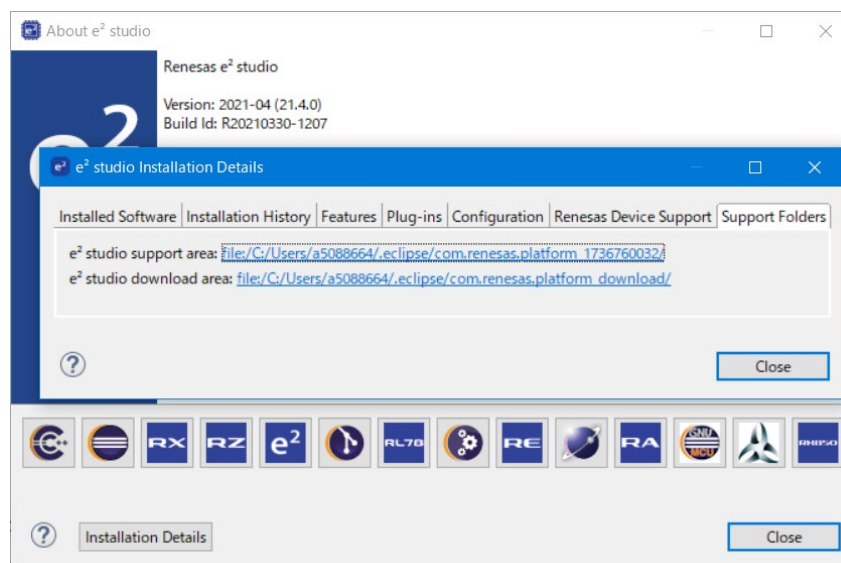 About e² studio
Renesas e² studio
Version: 2021-04 (21.4.0)
Build Id: R20210330-1207
e² studio Installation Details
Installed Software Installation History Features Plug-ins Configuration Renesas Device Support Support Folders
e² studio support area: file:/C:/Users/a5088664/.eclipse/com.renesas.platform_1736760032/
e² studio download area: file:/C:/Users/a5088664/.eclipse/com.renesas.platform_download/
? Close
RX RZ e² RL78 RE RA GNU MCU RH850
? Installation Details Close